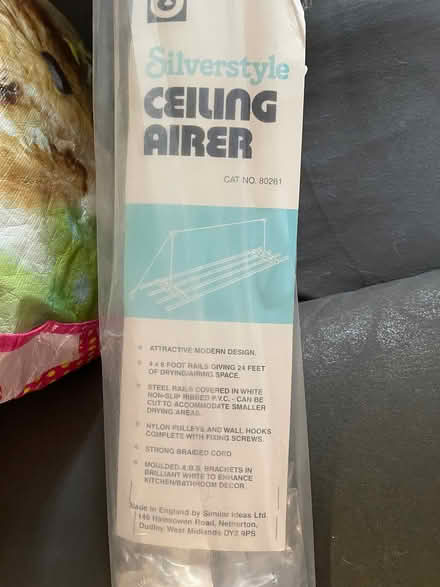 Silverstyle
CEILING
AIRER
CAT NO. 80261
ATTRACTIVE MODERN DESIGN.
4 x 6 FOOT RAILS GIVING 24 FEET
OF DRYING/AIRING SPACE.
STEEL RAILS COVERED IN WHITE
NON-SLIP RIBBED P.V.C. - CAN BE
CUT TO ACCOMMODATE SMALLER
DRYING AREAS.
NYLON PULLEYS AND WALL HOOKS
COMPLETE WITH FIXING SCREWS.
STRONG BRAIDED CORD
MOULDED A.B.S. BRACKETS IN
BRILLIANT WHITE TO ENHANCE
KITCHEN/BATHROOM DECOR.
Made in England by Similar Ideas Ltd.
Road, Netherton,
Dudley, West Midlands DY2 9PS